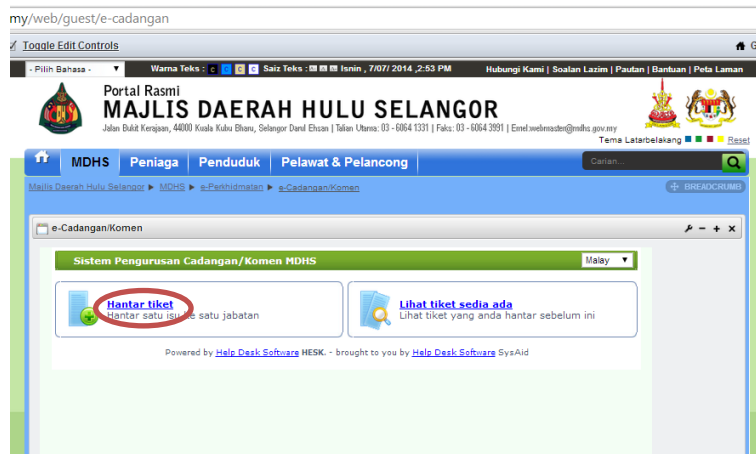 my/web/guest/e-cadangan
Toggle Edit Controls G
- Pilih Bahasa - Warna Teks : C C C C Saiz Teks : Isnin , 7/07/ 2014 ,2:53 PM Hubungi Kami | Soalan Lazim | Pautan | Bantuan | Peta Laman
Portal Rasmi
MAJLIS DAERAH HULU SELANGOR
Jalan Bukit Kerajaan, 44000 Kuala Kubu Bharu, Selangor Darul Ehsan | Talian Utama: 03 - 6064 1331 | Faks: 03 - 6064 3991 | Emel:webmaster@mdhs.gov.my
Tema Latarbelakang Reset
MDHS Peniaga Penduduk Pelawat & Pelancong Carian...
Majlis Daerah Hulu Selangor MDHS e-Perkhidmatan e-Cadangan/Komen BREADCRUMB
e-Cadangan/Komen
Sistem Pengurusan Cadangan/Komen MDHS Malay
Hantar tiket Lihat tiket sedia ada
Hantar satu isu ke satu jabatan Lihat tiket yang anda hantar sebelum ini
Powered by Help Desk Software HESK. - brought to you by Help Desk Software SysAid